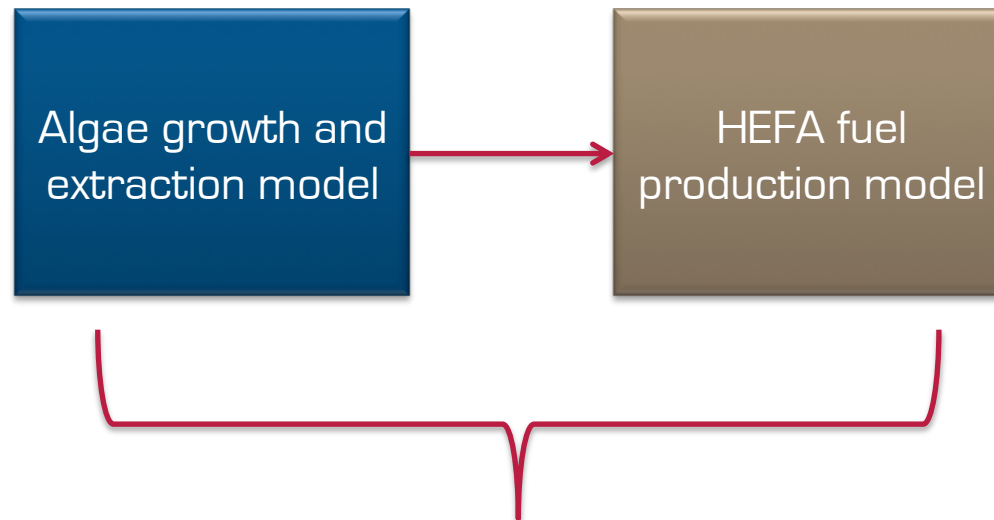 Algae growth and
extraction model
HEFA fuel
production model